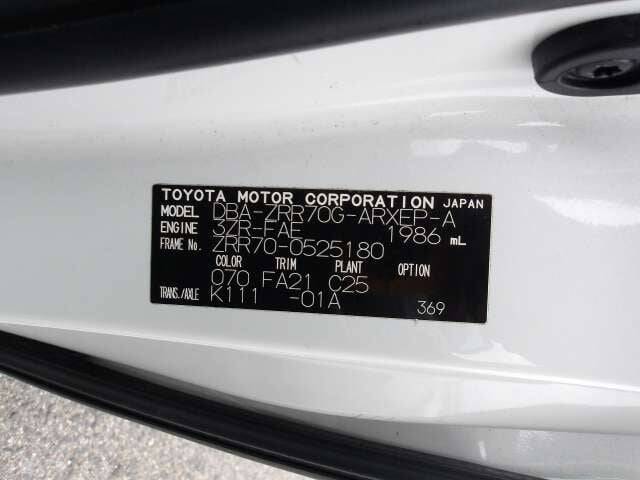 TOYOTA MOTOR CORPORATION JAPAN
MODEL DBA-ZRR70G-ARXEP-A
ENGINE 3ZR-FAE 1986 mL
FRAME No. ZRR70-0525180
COLOR TRIM PLANT OPTION
070 FA21 C25
TRANS./AXLE K111 -01A
369